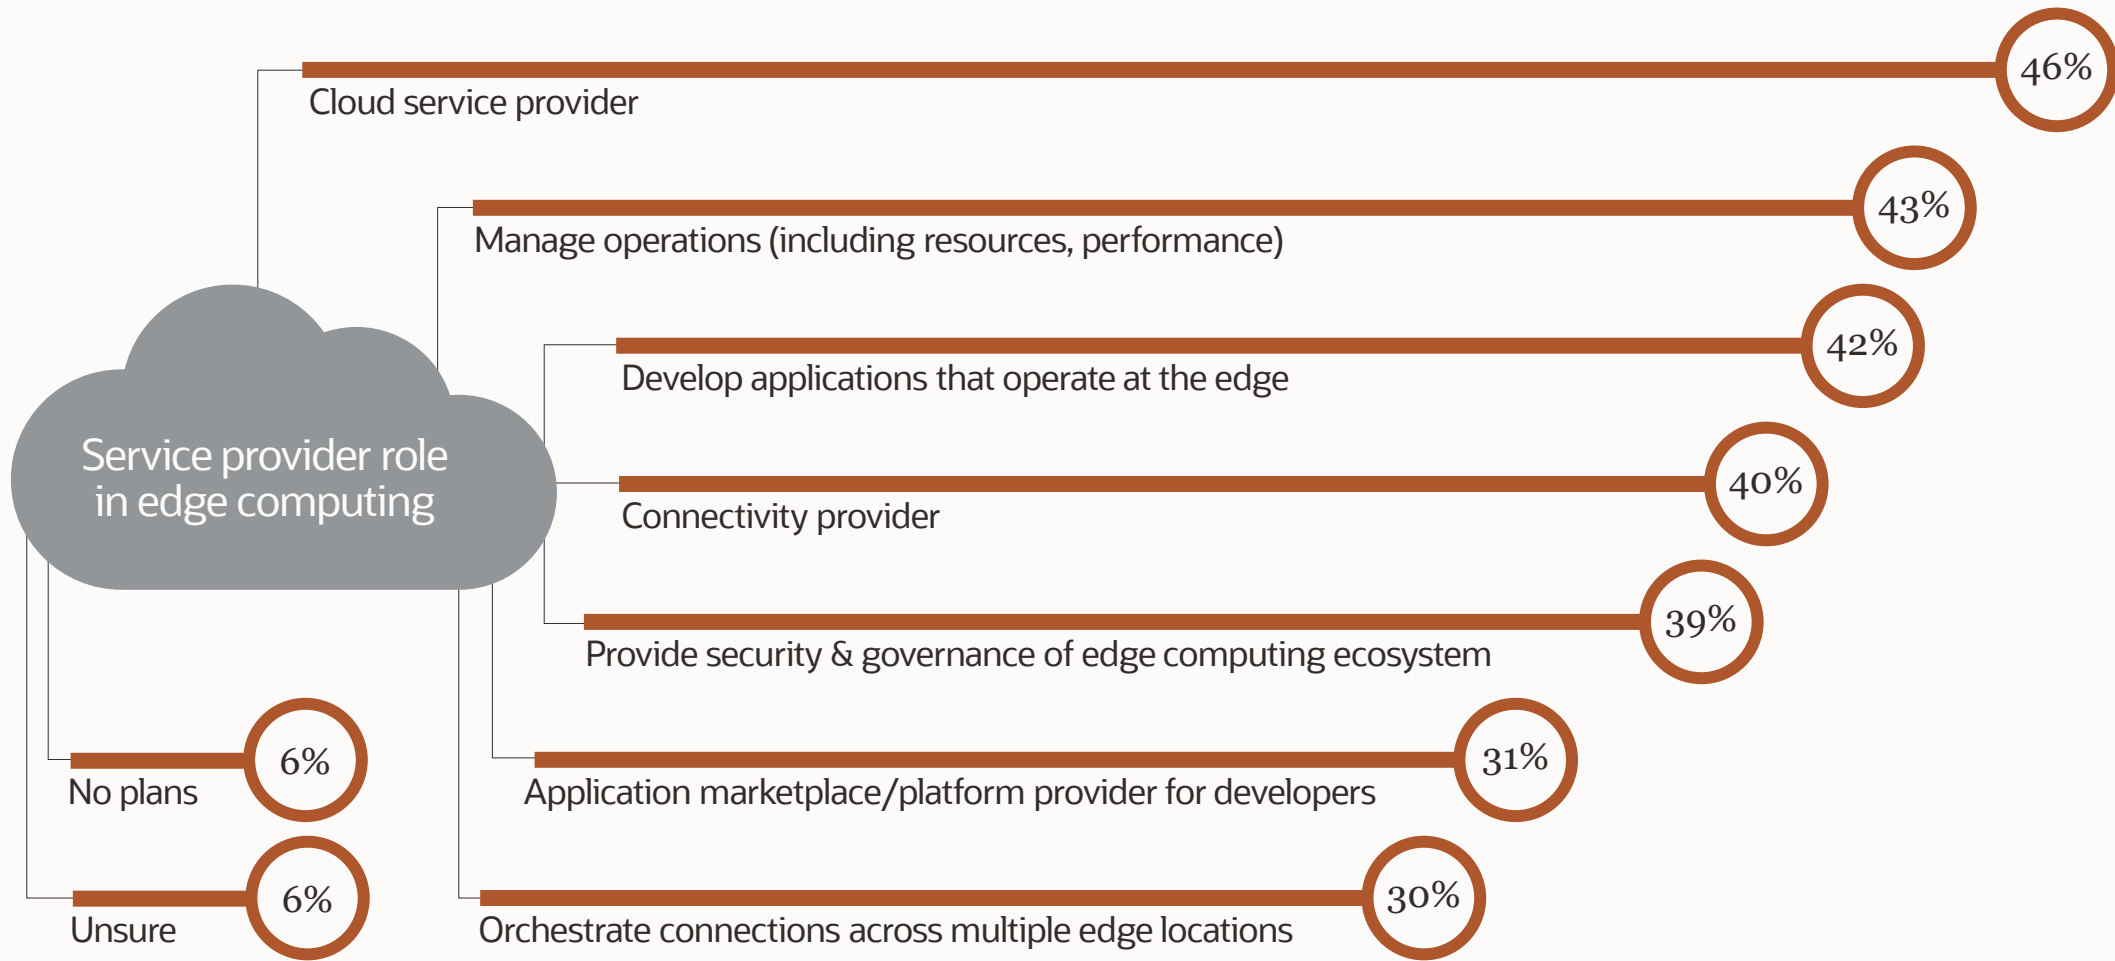 46%
Cloud service provider
43%
Manage operations (including resources, performance)
42%
Develop applications that operate at the edge
Service provider role
in edge computing
40%
Connectivity provider
39%
Provide security & governance of edge computing ecosystem
6%
No plans
31%
Application marketplace/platform provider for developers
6%
Unsure
30%
Orchestrate connections across multiple edge locations